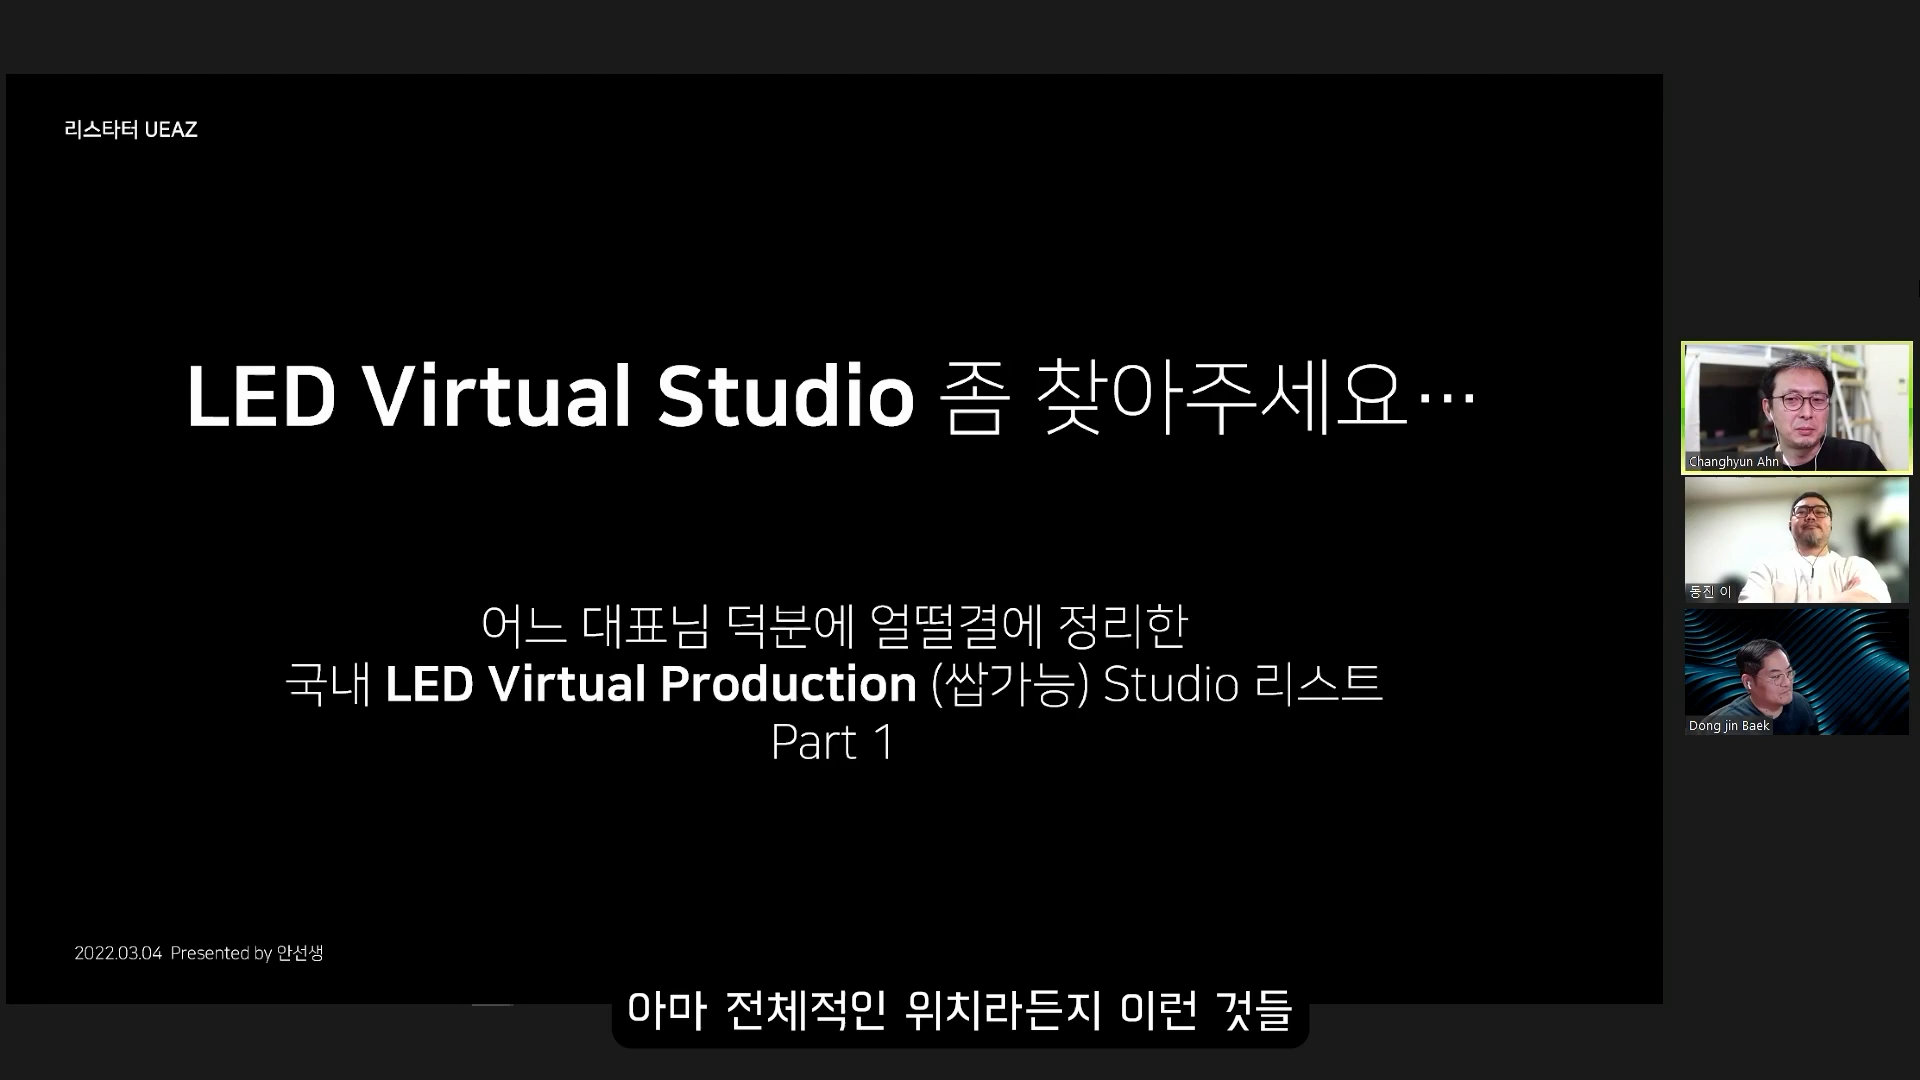 리스타터 UEAZ
LED Virtual Studio 좀 찾아주세요…
어느 대표님 덕분에 얼떨결에 정리한
국내 LED Virtual Production (쌉가능) Studio 리스트
Part 1
2022.03.04 Presented by 안선생
아마 전체적인 위치라든지 이런 것들
Changhyun Ahn
동진 이
Dong jin Baek